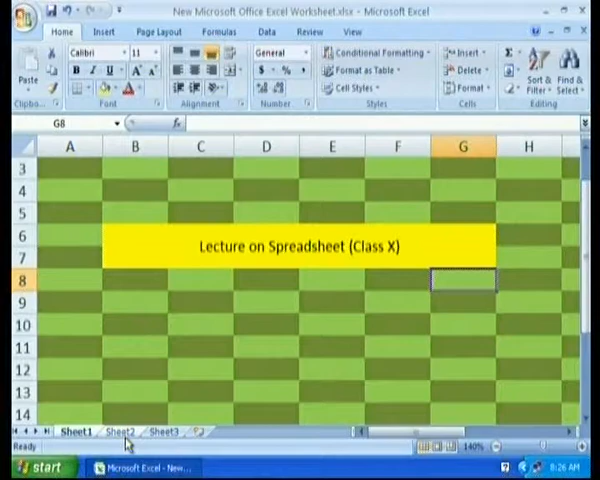 New Microsoft Office Excel Worksheet.xlsx - Microsoft Excel
Home Insert Page Layout Formulas Data Review View
Calibri 11 General Conditional Formatting Insert Σ
Paste B I U A A $ % , Format as Table Delete Sort & Filter Find & Select
Cell Styles Format
Clipbo... Font Alignment Number Styles Cells Editing
G8 fx
A B C D E F G H
3
4
5
6
Lecture on Spreadsheet (Class X)
7
8
9
10
11
12
13
14
Sheet1 Sheet2 Sheet3
Ready 140%
start Microsoft Excel - New... ? 8:26 AM